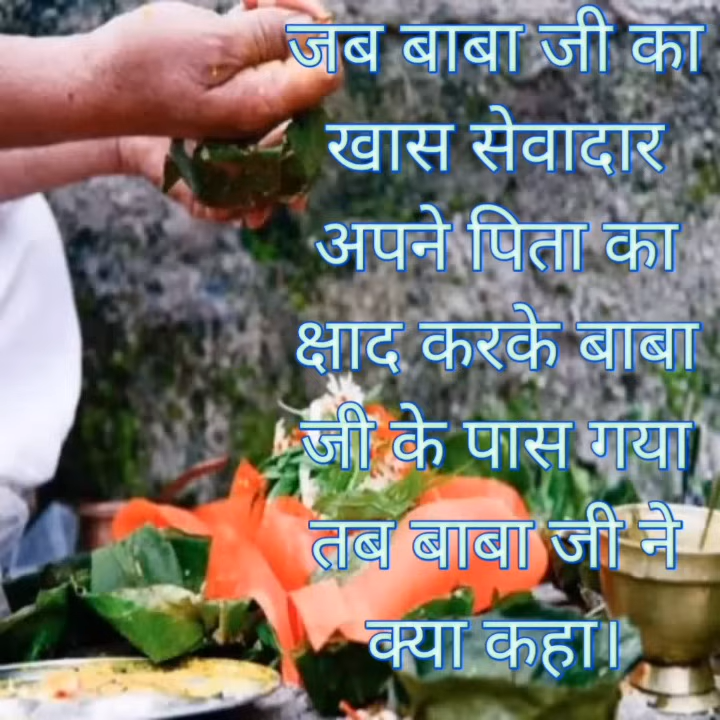 जब बाबा जी का
खास सेवादार
अपने पिता का
क्षाद करके बाबा
जी के पास गया
तब बाबा जी ने
क्या कहा।